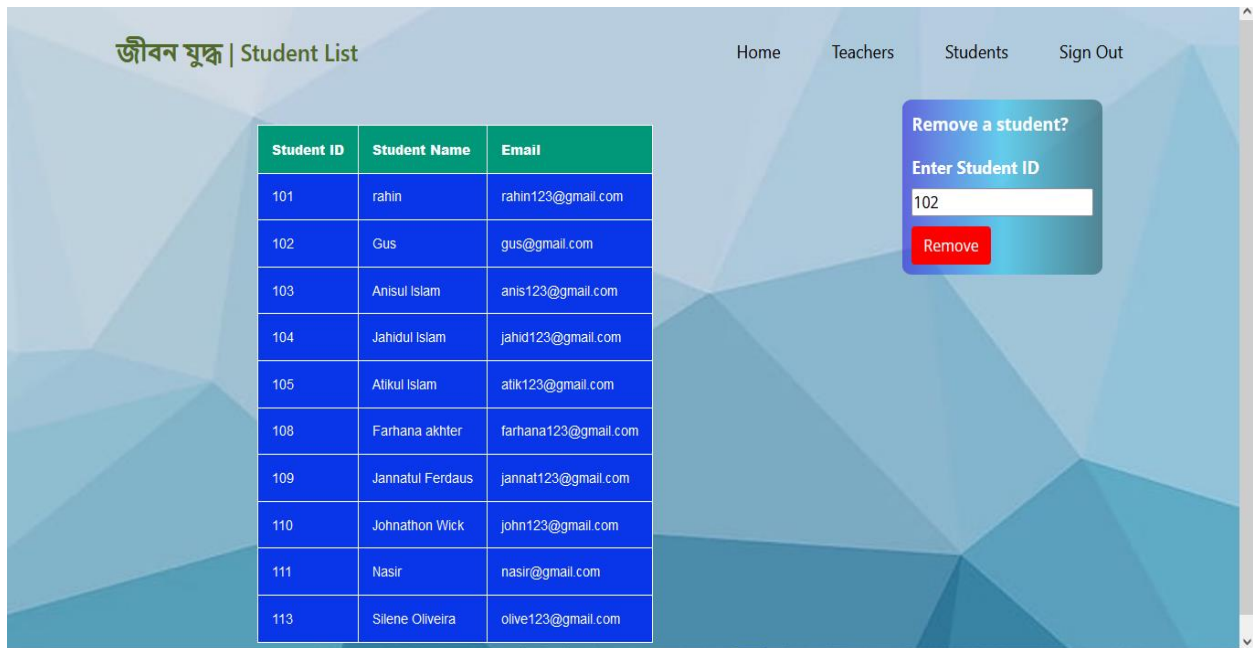 জীবন যুদ্ধ | Student List
Home Teachers Students Sign Out
Student ID Student Name Email
101 rahin rahin123@gmail.com
102 Gus gus@gmail.com
103 Anisul Islam anis123@gmail.com
104 Jahidul Islam jahid123@gmail.com
105 Atikul Islam atik123@gmail.com
108 Farhana akhter farhana123@gmail.com
109 Jannatul Ferdaus jannat123@gmail.com
110 Johnathon Wick john123@gmail.com
111 Nasir nasir@gmail.com
113 Silene Oliveira olive123@gmail.com
Remove a student?
Enter Student ID
102
Remove